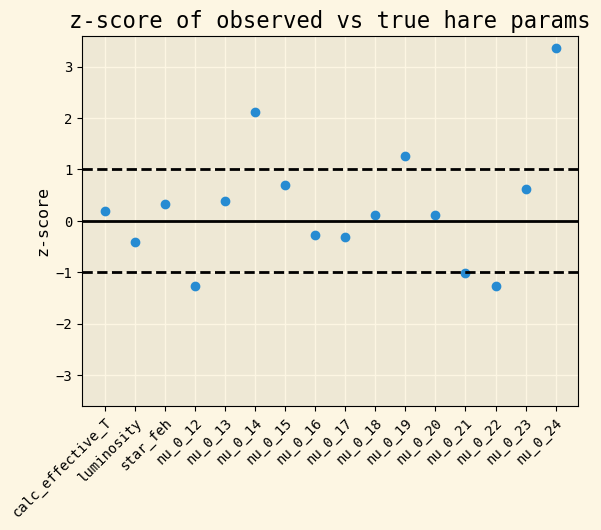 z-score of observed vs true hare params
z-score
3
2
1
0
−1
−2
−3
calc_effective_T
luminosity
star_feh
nu_0_12
nu_0_13
nu_0_14
nu_0_15
nu_0_16
nu_0_17
nu_0_18
nu_0_19
nu_0_20
nu_0_21
nu_0_22
nu_0_23
nu_0_24